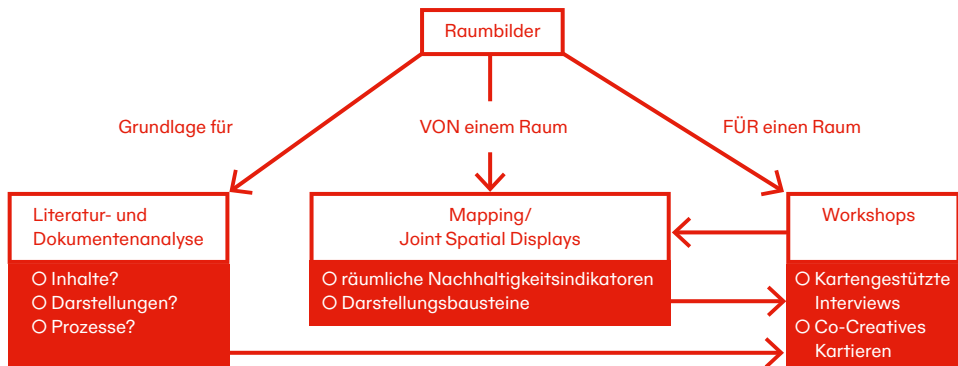 Raumbilder
Grundlage für
VON einem Raum
FÜR einen Raum
Literatur- und
Dokumentenanalyse
Inhalte?
Darstellungen?
Prozesse?
Mapping/
Joint Spatial Displays
räumliche Nachhaltigkeitsindikatoren
Darstellungsbausteine
Workshops
Kartengestützte
Interviews
Co-Creatives
Kartieren